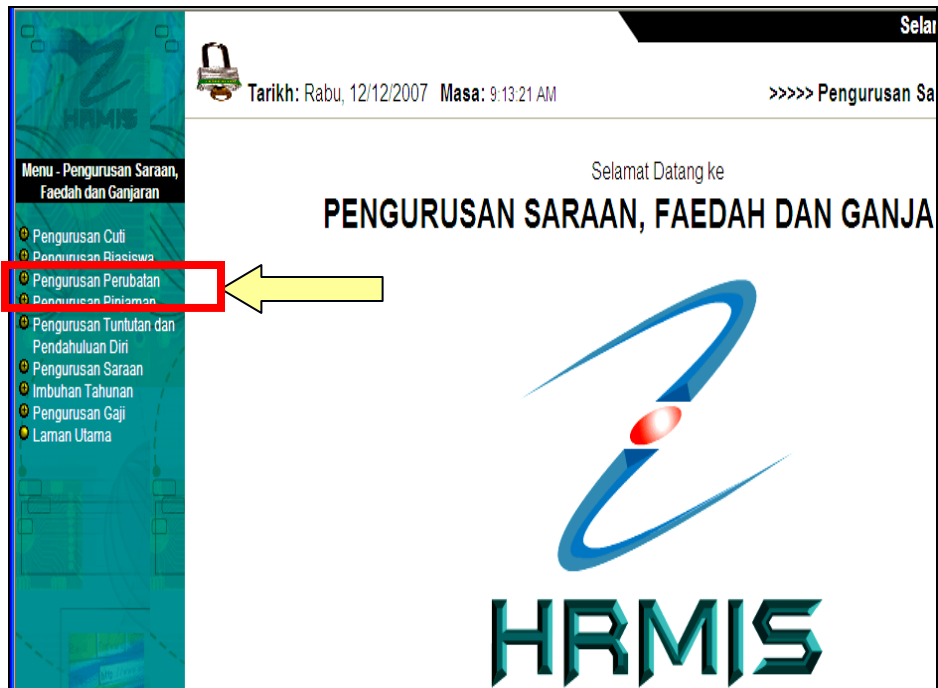 Selar
Tarikh: Rabu, 12/12/2007 Masa: 9:13:21 AM
>>>>> Pengurusan Sa
HRMIS
Menu - Pengurusan Saraan,
Faedah dan Ganjaran
Pengurusan Cuti
Pengurusan Biasiswa
Pengurusan Perubatan
Pengurusan Pinjaman
Pengurusan Tuntutan dan
Pendahuluan Diri
Pengurusan Saraan
Imbuhan Tahunan
Pengurusan Gaji
Laman Utama
Selamat Datang ke
PENGURUSAN SARAAN, FAEDAH DAN GANJA
HRMIS